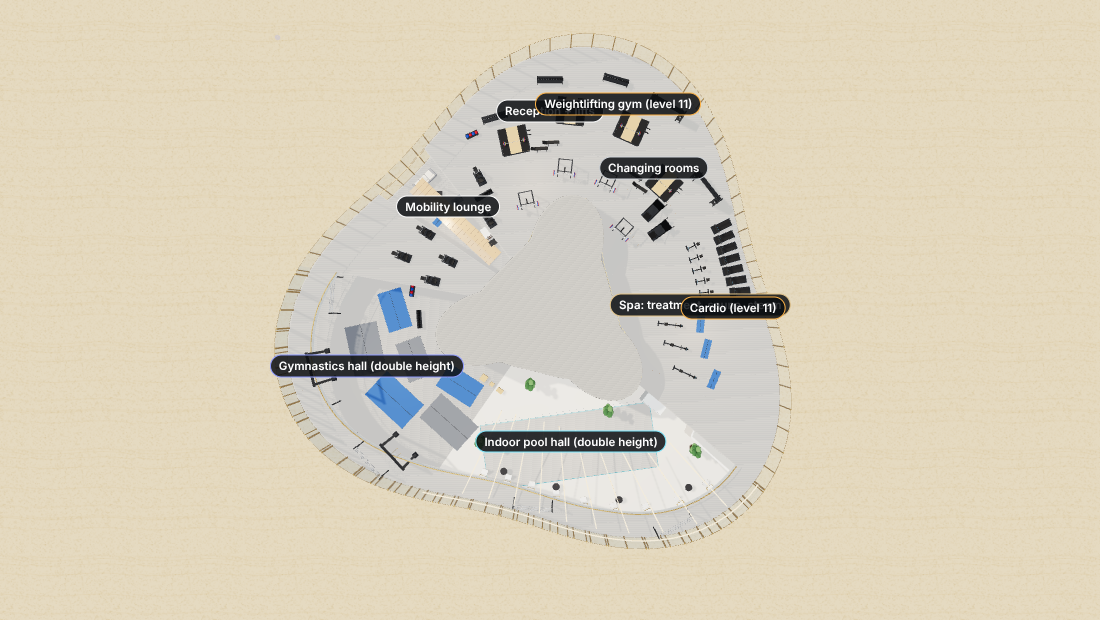 Weightlifting gym (level 11)
Changing rooms
Mobility lounge
Spa:
Cardio (level 11)
Gymnastics hall (double height)
Indoor pool hall (double height)